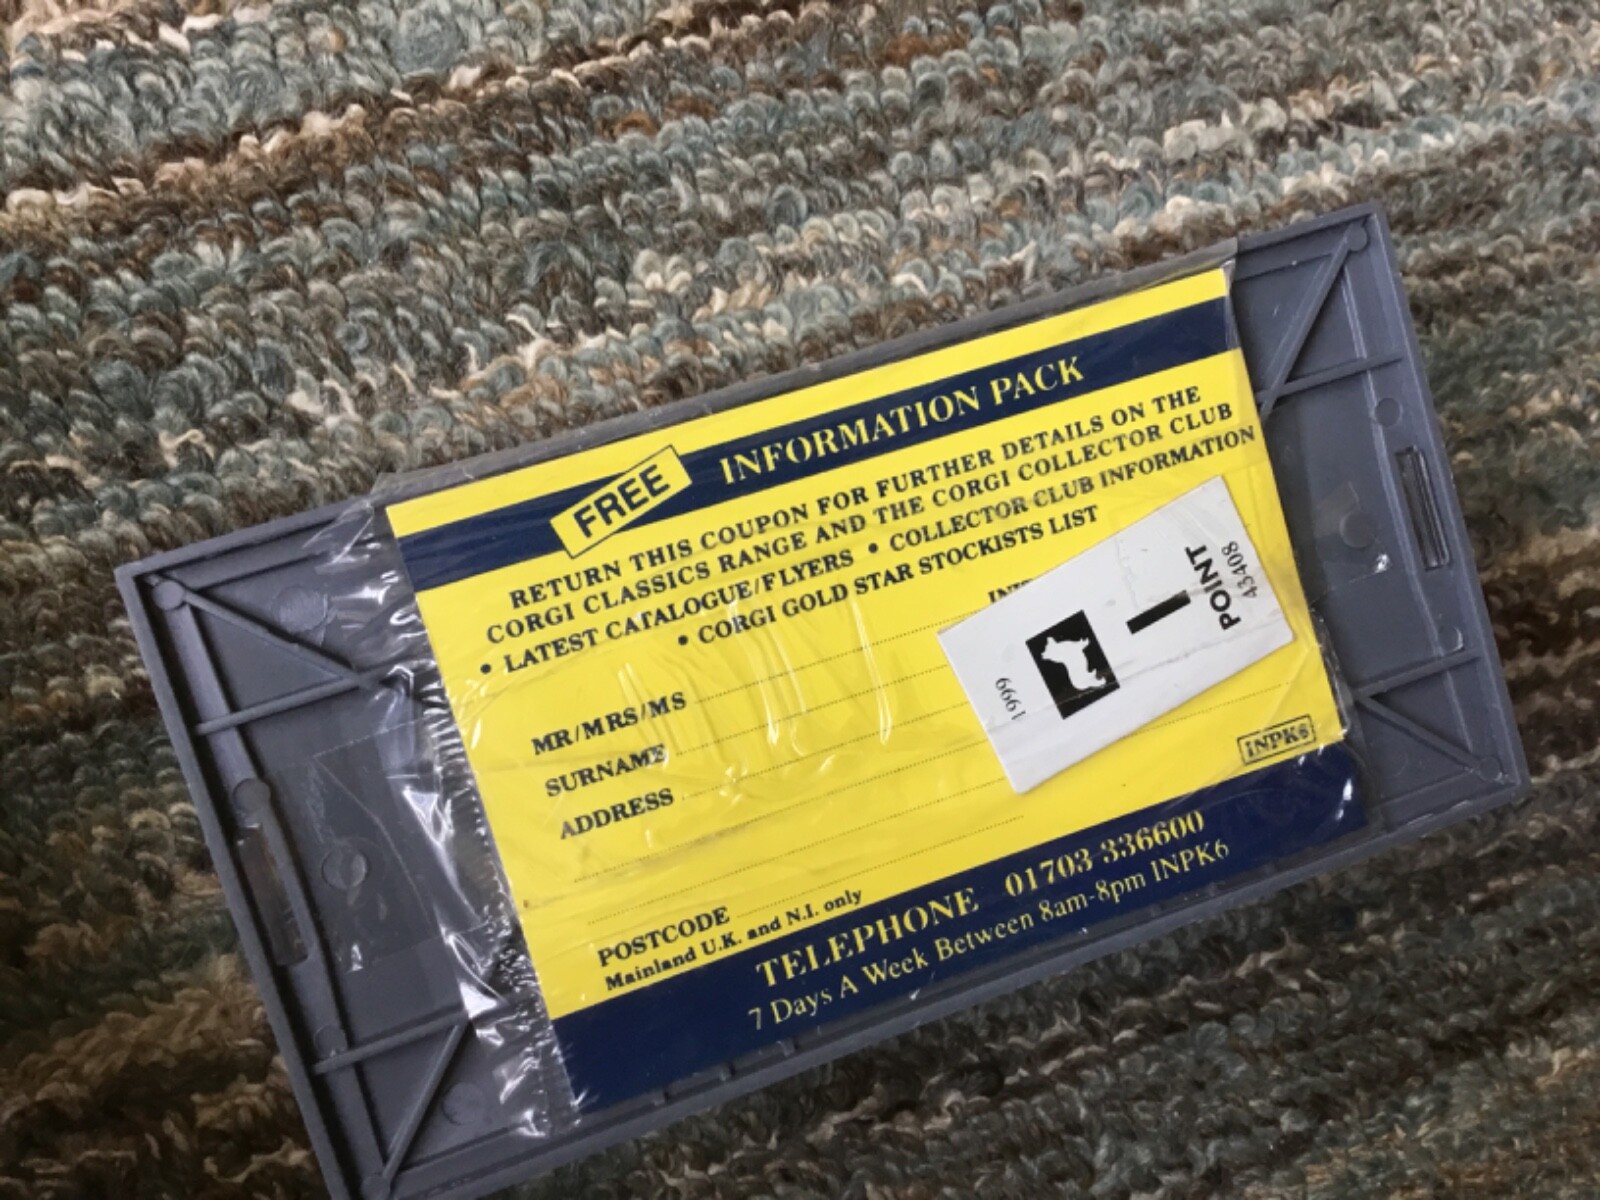 FREE INFORMATION PACK
RETURN THIS COUPON FOR FURTHER DETAILS ON THE
CORGI CLASSICS RANGE AND THE CORGI COLLECTOR CLUB
• LATEST CATALOGUE/FLYERS • COLLECTOR CLUB INFORMATION
• CORGI GOLD STAR STOCKISTS LIST
MR/MRS/MS
SURNAME
ADDRESS
POSTCODE
Mainland U.K. and N.I. only
INPK6
TELEPHONE 01703 336600
7 Days A Week Between 8am-8pm INPK6
1999
1
POINT
43408